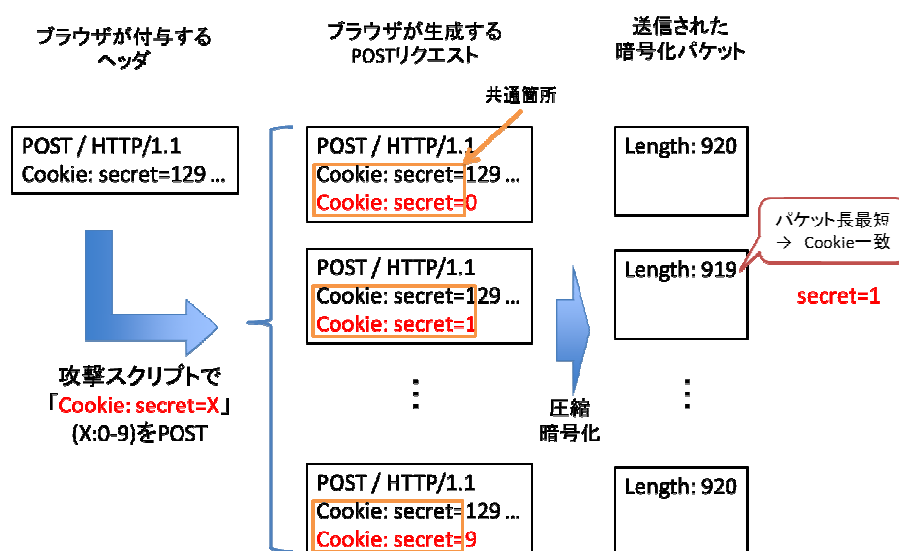 ブラウザが付与する
ヘッダ
ブラウザが生成する
POSTリクエスト
送信された
暗号化パケット
共通箇所
POST / HTTP/1.1
Cookie: secret=129 ...
POST / HTTP/1.1
Cookie: secret=129 ...
Cookie: secret=0
Length: 920
パケット長最短
→ Cookie一致
POST / HTTP/1.1
Cookie: secret=129 ...
Cookie: secret=1
Length: 919
secret=1
攻撃スクリプトで
「Cookie: secret=X」
(X:0-9)をPOST
⋮
圧縮
暗号化
⋮
POST / HTTP/1.1
Cookie: secret=129 ...
Cookie: secret=9
Length: 920